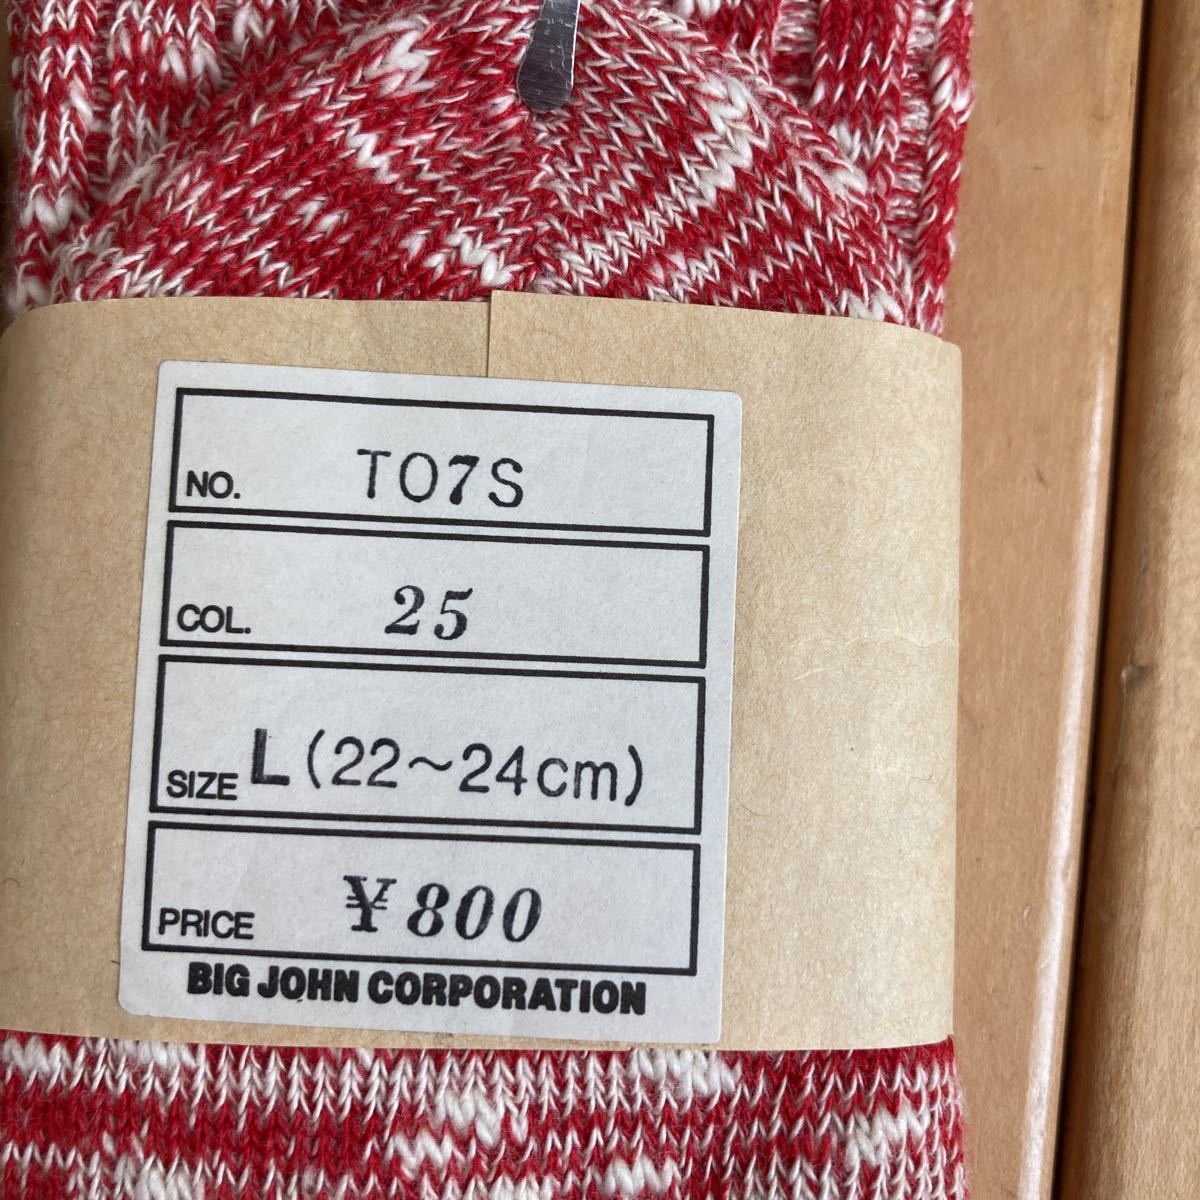 NO. T07S
COL. 25
SIZE L(22~24cm)
PRICE ¥800
BIG JOHN CORPORATION